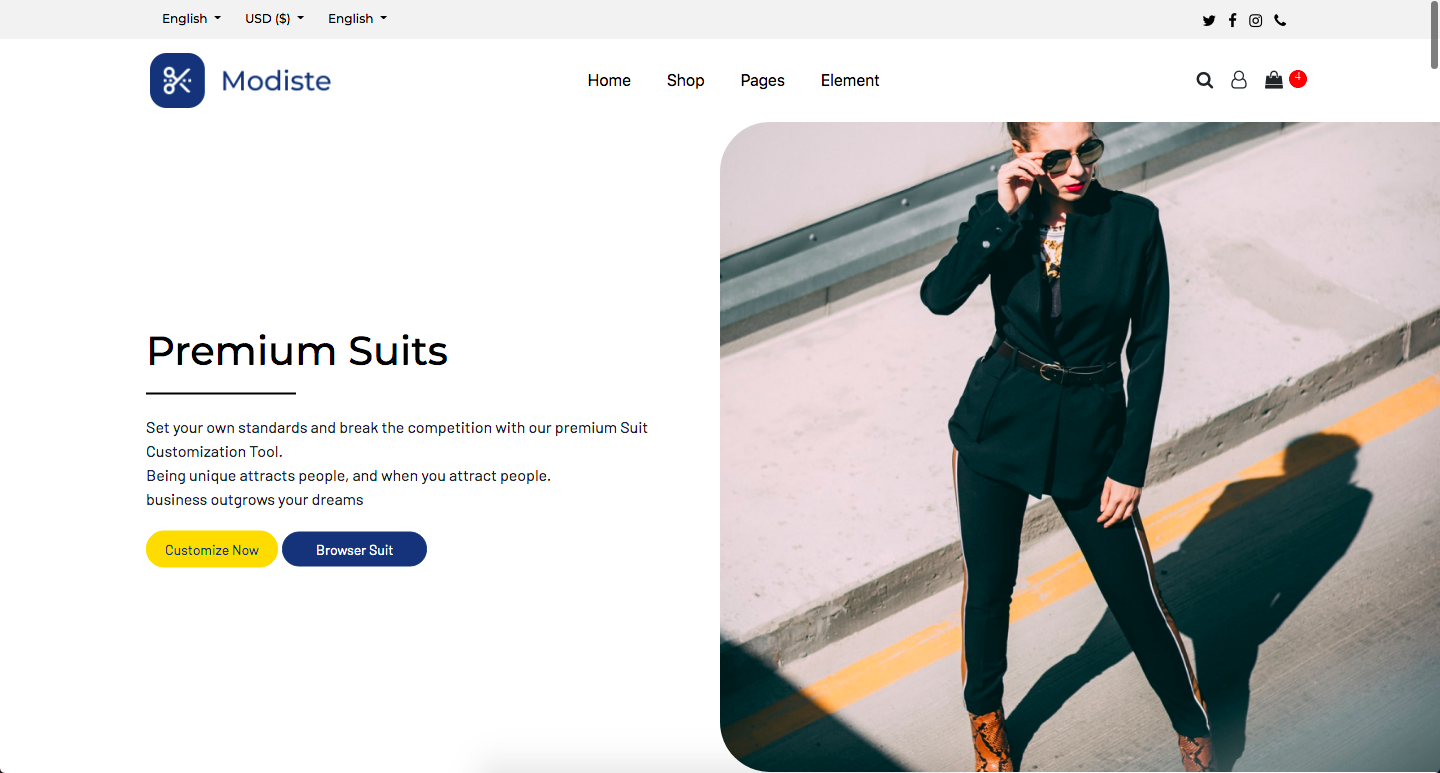 English USD ($) English
Modiste Home Shop Pages Element 4
Premium Suits
Set your own standards and break the competition with our premium Suit
Customization Tool.
Being unique attracts people, and when you attract people.
business outgrows your dreams
Customize Now Browser Suit